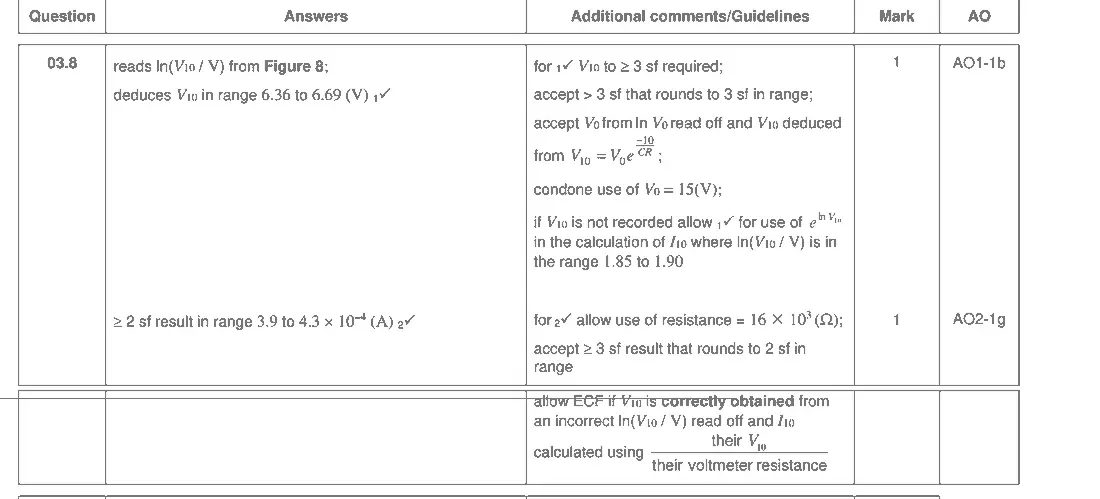 Question Answers Additional comments/Guidelines Mark AO
03.8 reads ln(V10 / V) from Figure 8; for 1✓ V10 to ≥ 3 sf required; 1 AO1-1b
deduces V10 in range 6.36 to 6.69 (V) 1✓ accept > 3 sf that rounds to 3 sf in range;
accept V0 from ln V0 read off and V10 deduced
from V10 = V0e^(−10/CR) ;
condone use of V0 = 15(V);
if V10 is not recorded allow 1✓ for use of e^(ln V10)
in the calculation of I10 where ln(V10 / V) is in
the range 1.85 to 1.90
≥ 2 sf result in range 3.9 to 4.3 × 10⁻⁴ (A) 2✓ for 2✓ allow use of resistance = 16 × 10³ (Ω); 1 AO2-1g
accept ≥ 3 sf result that rounds to 2 sf in
range
allow ECF if V10 is correctly obtained from
an incorrect ln(V10 / V) read off and I10
calculated using their V10
their voltmeter resistance